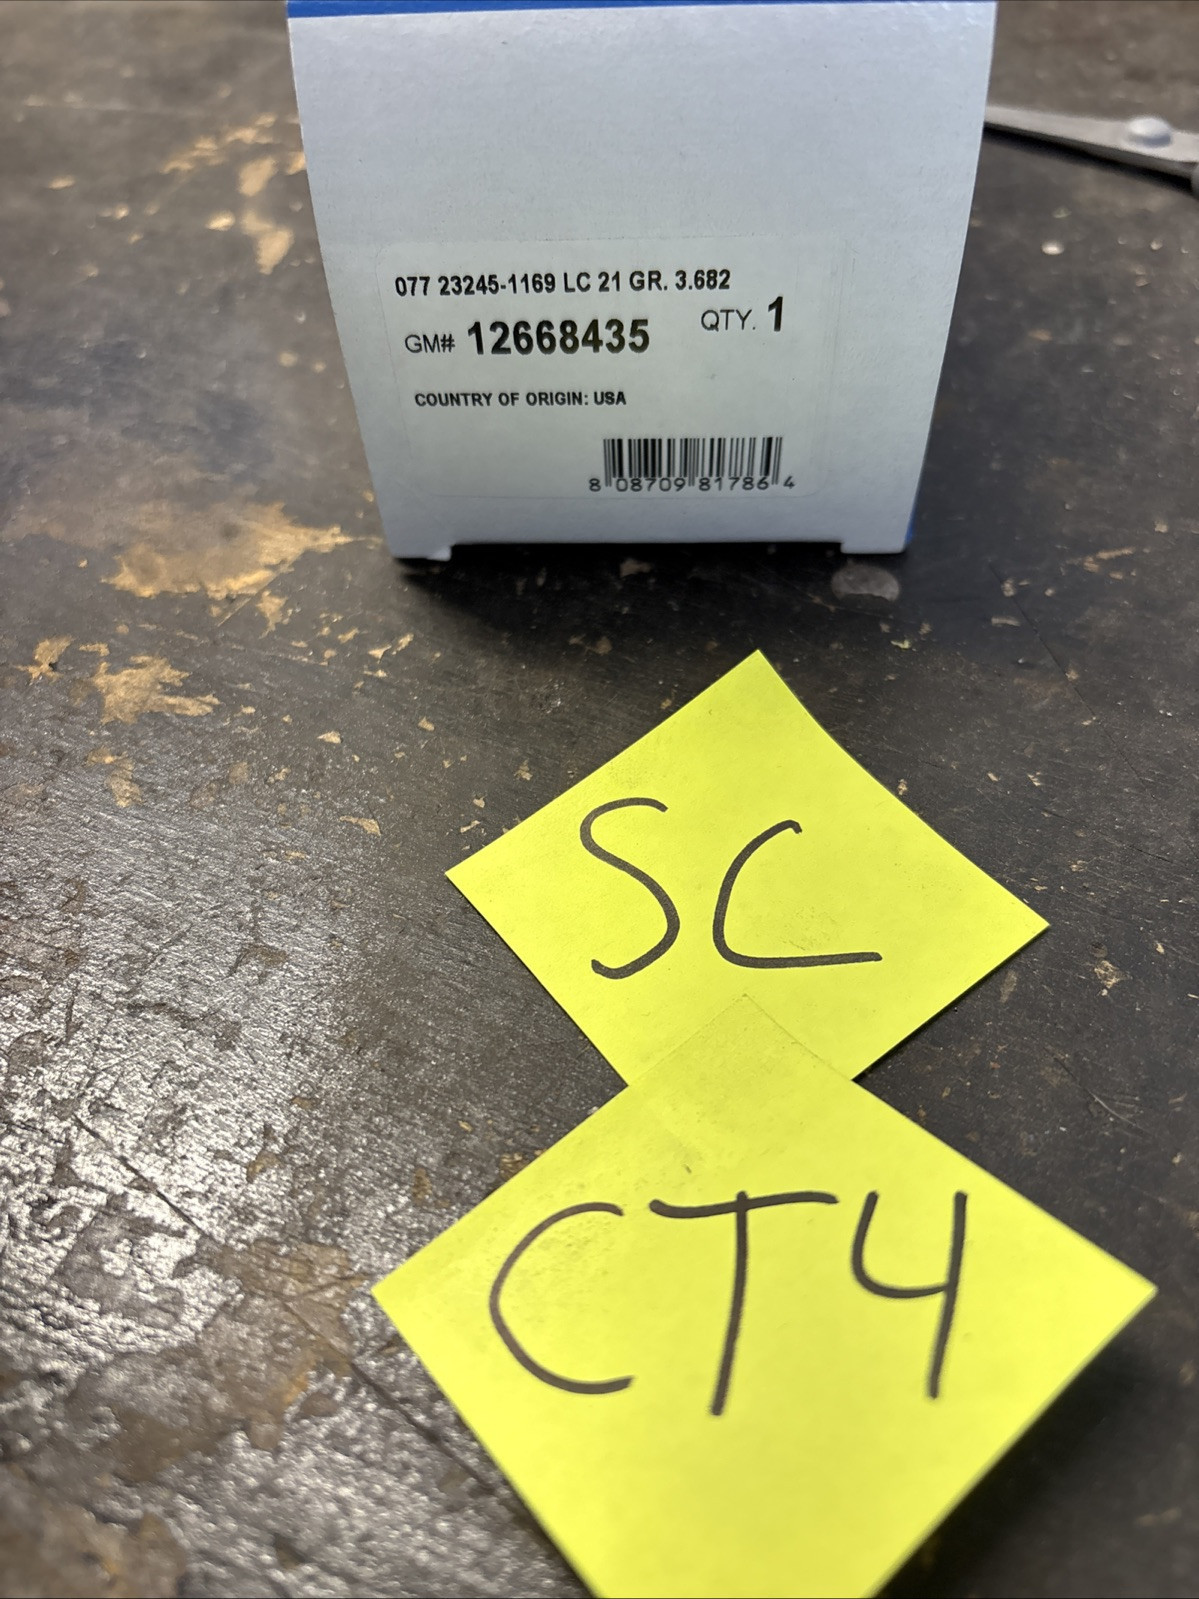 077 23245-1169 LC 21 GR. 3.682
GM# 12668435 QTY. 1
COUNTRY OF ORIGIN: USA
8 08709 81786 4
SC
CT4